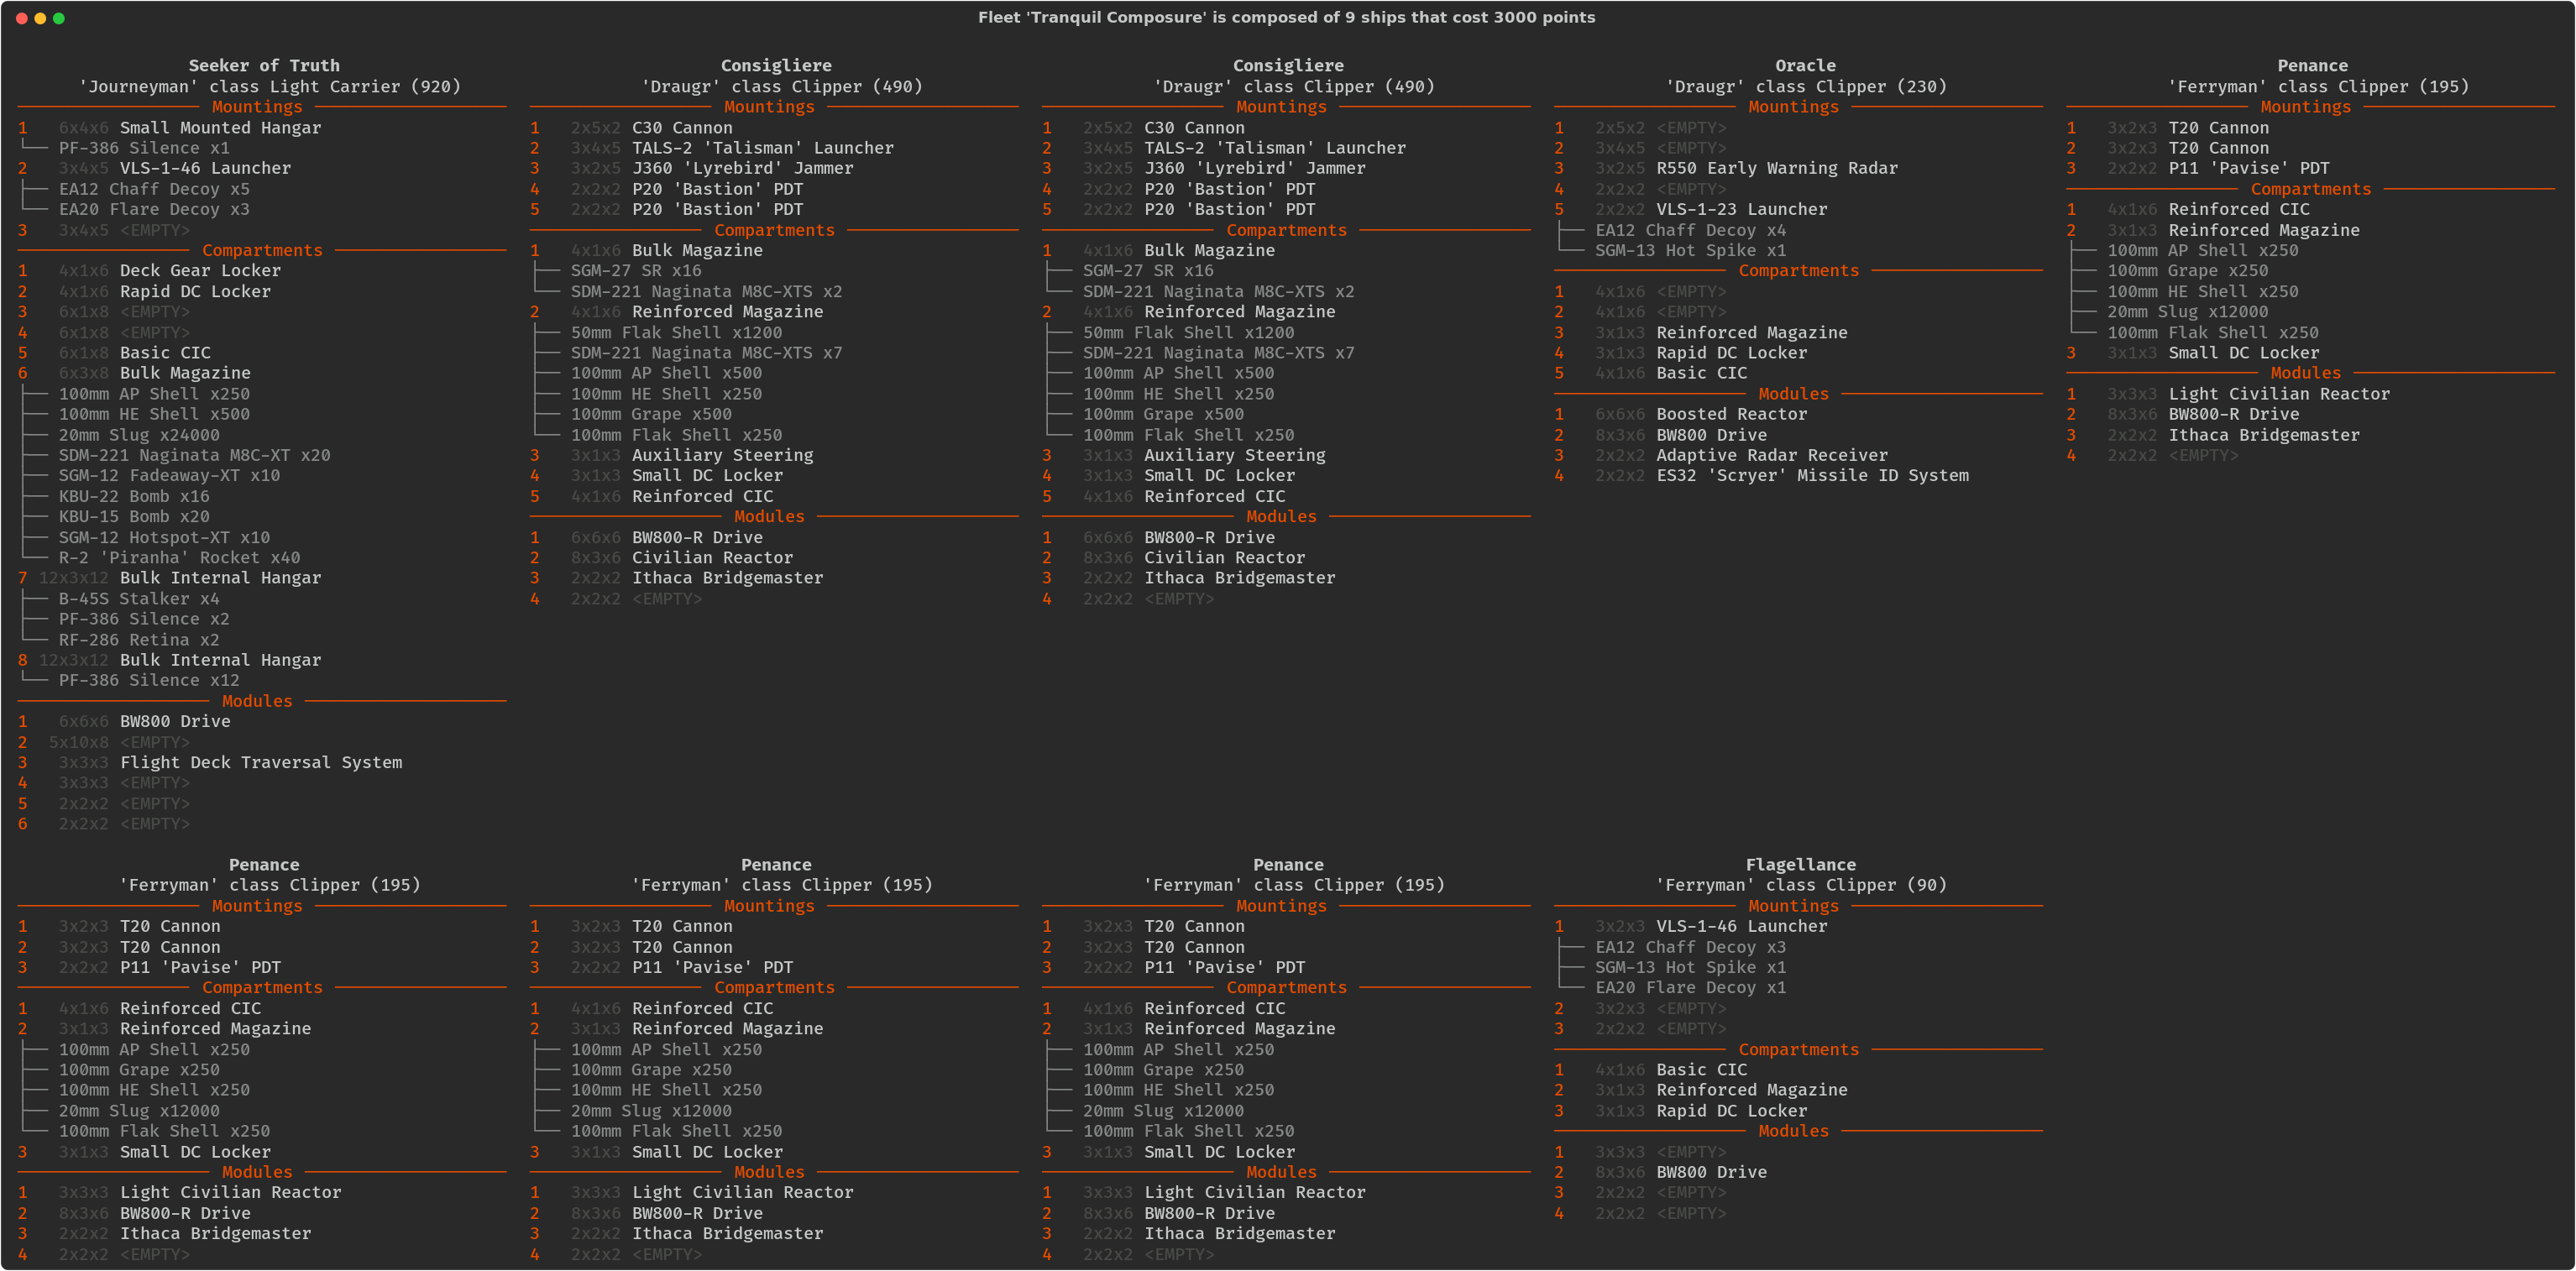 Fleet 'Tranquil Composure' is composed of 9 ships that cost 3000 points
Seeker of Truth
'Journeyman' class Light Carrier (920)
Mountings
1 6x4x6 Small Mounted Hangar
PF-386 Silence x1
2 3x4x5 VLS-1-46 Launcher
EA12 Chaff Decoy x5
EA20 Flare Decoy x3
3 3x4x5 <EMPTY>
Compartments
1 4x1x6 Deck Gear Locker
2 4x1x6 Rapid DC Locker
3 6x1x8 <EMPTY>
4 6x1x8 <EMPTY>
5 6x1x8 Basic CIC
6 6x3x8 Bulk Magazine
100mm AP Shell x250
100mm HE Shell x500
20mm Slug x24000
SDM-221 Naginata M8C-XT x20
SGM-12 Fadeaway-XT x10
KBU-22 Bomb x16
KBU-15 Bomb x20
SGM-12 Hotspot-XT x10
R-2 'Piranha' Rocket x40
7 12x3x12 Bulk Internal Hangar
B-45S Stalker x4
PF-386 Silence x2
RF-286 Retina x2
8 12x3x12 Bulk Internal Hangar
PF-386 Silence x12
Modules
1 6x6x6 BW800 Drive
2 5x10x8 <EMPTY>
3 3x3x3 Flight Deck Traversal System
4 3x3x3 <EMPTY>
5 2x2x2 <EMPTY>
6 2x2x2 <EMPTY>
Consigliere
'Draugr' class Clipper (490)
Mountings
1 2x5x2 C30 Cannon
2 3x4x5 TALS-2 'Talisman' Launcher
3 3x2x5 J360 'Lyrebird' Jammer
4 2x2x2 P20 'Bastion' PDT
5 2x2x2 P20 'Bastion' PDT
Compartments
1 4x1x6 Bulk Magazine
SGM-27 SR x16
SDM-221 Naginata M8C-XTS x2
2 4x1x6 Reinforced Magazine
50mm Flak Shell x1200
SDM-221 Naginata M8C-XTS x7
100mm AP Shell x500
100mm HE Shell x250
100mm Grape x500
100mm Flak Shell x250
3 3x1x3 Auxiliary Steering
4 3x1x3 Small DC Locker
5 4x1x6 Reinforced CIC
Modules
1 6x6x6 BW800-R Drive
2 8x3x6 Civilian Reactor
3 2x2x2 Ithaca Bridgemaster
4 2x2x2 <EMPTY>
Consigliere
'Draugr' class Clipper (490)
Mountings
1 2x5x2 C30 Cannon
2 3x4x5 TALS-2 'Talisman' Launcher
3 3x2x5 J360 'Lyrebird' Jammer
4 2x2x2 P20 'Bastion' PDT
5 2x2x2 P20 'Bastion' PDT
Compartments
1 4x1x6 Bulk Magazine
SGM-27 SR x16
SDM-221 Naginata M8C-XTS x2
2 4x1x6 Reinforced Magazine
50mm Flak Shell x1200
SDM-221 Naginata M8C-XTS x7
100mm AP Shell x500
100mm HE Shell x250
100mm Grape x500
100mm Flak Shell x250
3 3x1x3 Auxiliary Steering
4 3x1x3 Small DC Locker
5 4x1x6 Reinforced CIC
Modules
1 6x6x6 BW800-R Drive
2 8x3x6 Civilian Reactor
3 2x2x2 Ithaca Bridgemaster
4 2x2x2 <EMPTY>
Oracle
'Draugr' class Clipper (230)
Mountings
1 2x5x2 <EMPTY>
2 3x4x5 <EMPTY>
3 3x2x5 R550 Early Warning Radar
4 2x2x2 <EMPTY>
5 2x2x2 VLS-1-23 Launcher
EA12 Chaff Decoy x4
SGM-13 Hot Spike x1
Compartments
1 4x1x6 <EMPTY>
2 4x1x6 <EMPTY>
3 3x1x3 Reinforced Magazine
4 3x1x3 Rapid DC Locker
5 4x1x6 Basic CIC
Modules
1 6x6x6 Boosted Reactor
2 8x3x6 BW800 Drive
3 2x2x2 Adaptive Radar Receiver
4 2x2x2 ES32 'Scryer' Missile ID System
Penance
'Ferryman' class Clipper (195)
Mountings
1 3x2x3 T20 Cannon
2 3x2x3 T20 Cannon
3 2x2x2 P11 'Pavise' PDT
Compartments
1 4x1x6 Reinforced CIC
2 3x1x3 Reinforced Magazine
100mm AP Shell x250
100mm Grape x250
100mm HE Shell x250
20mm Slug x12000
100mm Flak Shell x250
3 3x1x3 Small DC Locker
Modules
1 3x3x3 Light Civilian Reactor
2 8x3x6 BW800-R Drive
3 2x2x2 Ithaca Bridgemaster
4 2x2x2 <EMPTY>
Penance
'Ferryman' class Clipper (195)
Mountings
1 3x2x3 T20 Cannon
2 3x2x3 T20 Cannon
3 2x2x2 P11 'Pavise' PDT
Compartments
1 4x1x6 Reinforced CIC
2 3x1x3 Reinforced Magazine
100mm AP Shell x250
100mm Grape x250
100mm HE Shell x250
20mm Slug x12000
100mm Flak Shell x250
3 3x1x3 Small DC Locker
Modules
1 3x3x3 Light Civilian Reactor
2 8x3x6 BW800-R Drive
3 2x2x2 Ithaca Bridgemaster
4 2x2x2 <EMPTY>
Penance
'Ferryman' class Clipper (195)
Mountings
1 3x2x3 T20 Cannon
2 3x2x3 T20 Cannon
3 2x2x2 P11 'Pavise' PDT
Compartments
1 4x1x6 Reinforced CIC
2 3x1x3 Reinforced Magazine
100mm AP Shell x250
100mm Grape x250
100mm HE Shell x250
20mm Slug x12000
100mm Flak Shell x250
3 3x1x3 Small DC Locker
Modules
1 3x3x3 Light Civilian Reactor
2 8x3x6 BW800-R Drive
3 2x2x2 Ithaca Bridgemaster
4 2x2x2 <EMPTY>
Penance
'Ferryman' class Clipper (195)
Mountings
1 3x2x3 T20 Cannon
2 3x2x3 T20 Cannon
3 2x2x2 P11 'Pavise' PDT
Compartments
1 4x1x6 Reinforced CIC
2 3x1x3 Reinforced Magazine
100mm AP Shell x250
100mm Grape x250
100mm HE Shell x250
20mm Slug x12000
100mm Flak Shell x250
3 3x1x3 Small DC Locker
Modules
1 3x3x3 Light Civilian Reactor
2 8x3x6 BW800-R Drive
3 2x2x2 Ithaca Bridgemaster
4 2x2x2 <EMPTY>
Flagellance
'Ferryman' class Clipper (90)
Mountings
1 3x2x3 VLS-1-46 Launcher
EA12 Chaff Decoy x3
SGM-13 Hot Spike x1
EA20 Flare Decoy x1
2 3x2x3 <EMPTY>
3 2x2x2 <EMPTY>
Compartments
1 4x1x6 Basic CIC
2 3x1x3 Reinforced Magazine
3 3x1x3 Rapid DC Locker
Modules
1 3x3x3 <EMPTY>
2 8x3x6 BW800 Drive
3 2x2x2 <EMPTY>
4 2x2x2 <EMPTY>